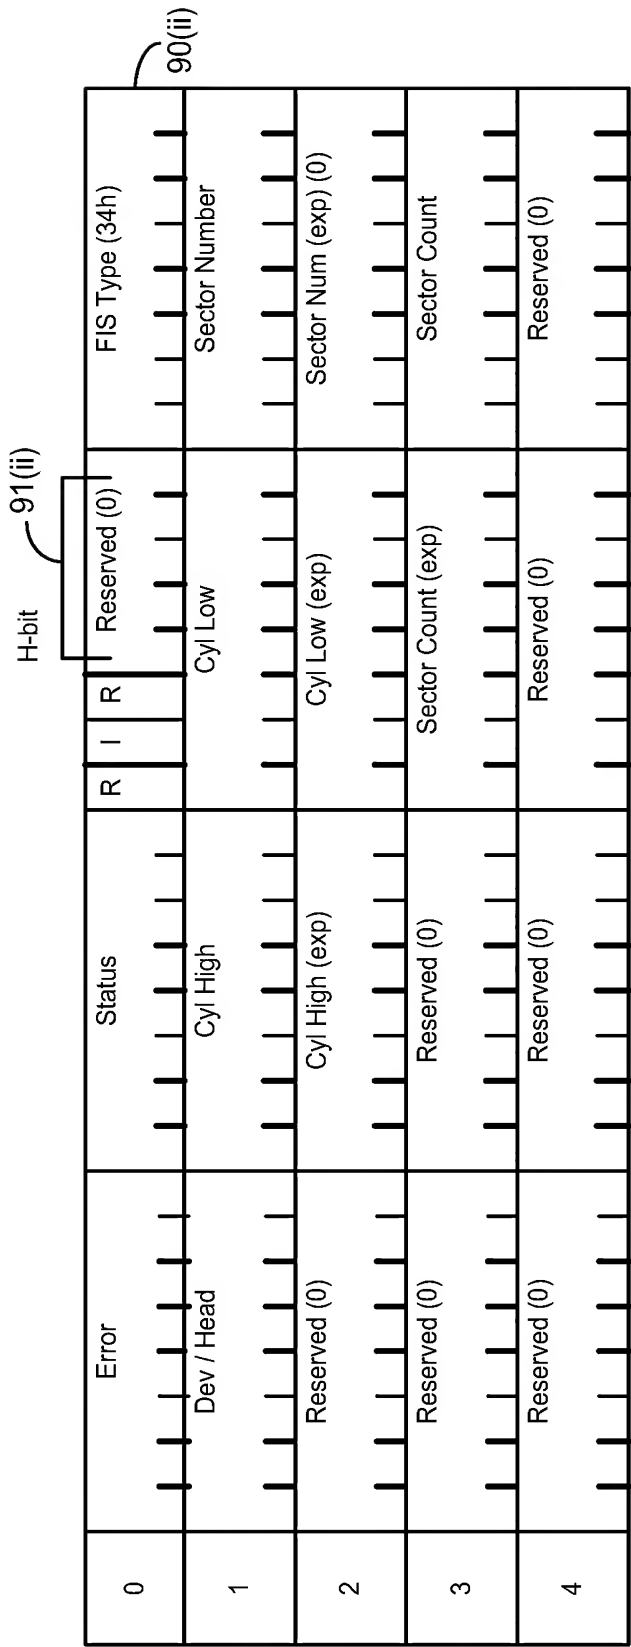 H-bit
91(ii)
90(ii)
0
Error
Status
R
I
R
Reserved (0)
FIS Type (34h)
1
Dev / Head
Cyl High
Cyl Low
Sector Number
2
Reserved (0)
Cyl High (exp)
Cyl Low (exp)
Sector Num (exp) (0)
3
Reserved (0)
Reserved (0)
Sector Count (exp)
Sector Count
4
Reserved (0)
Reserved (0)
Reserved (0)
Reserved (0)